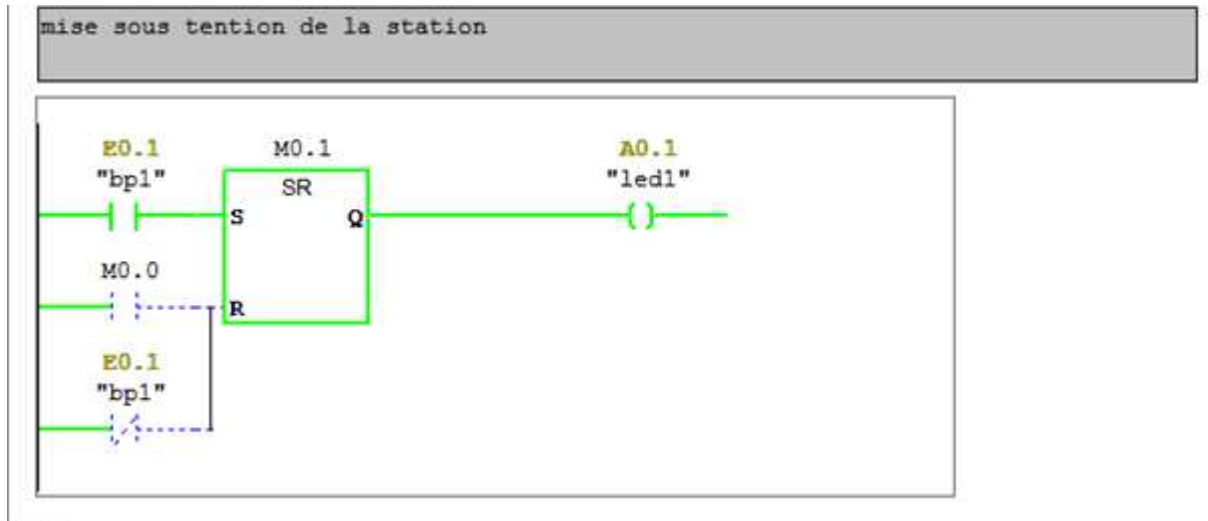 mise sous tention de la station
E0.1 M0.1 A0.1
"bp1" SR "led1"
S Q
M0.0
R
E0.1
"bp1"